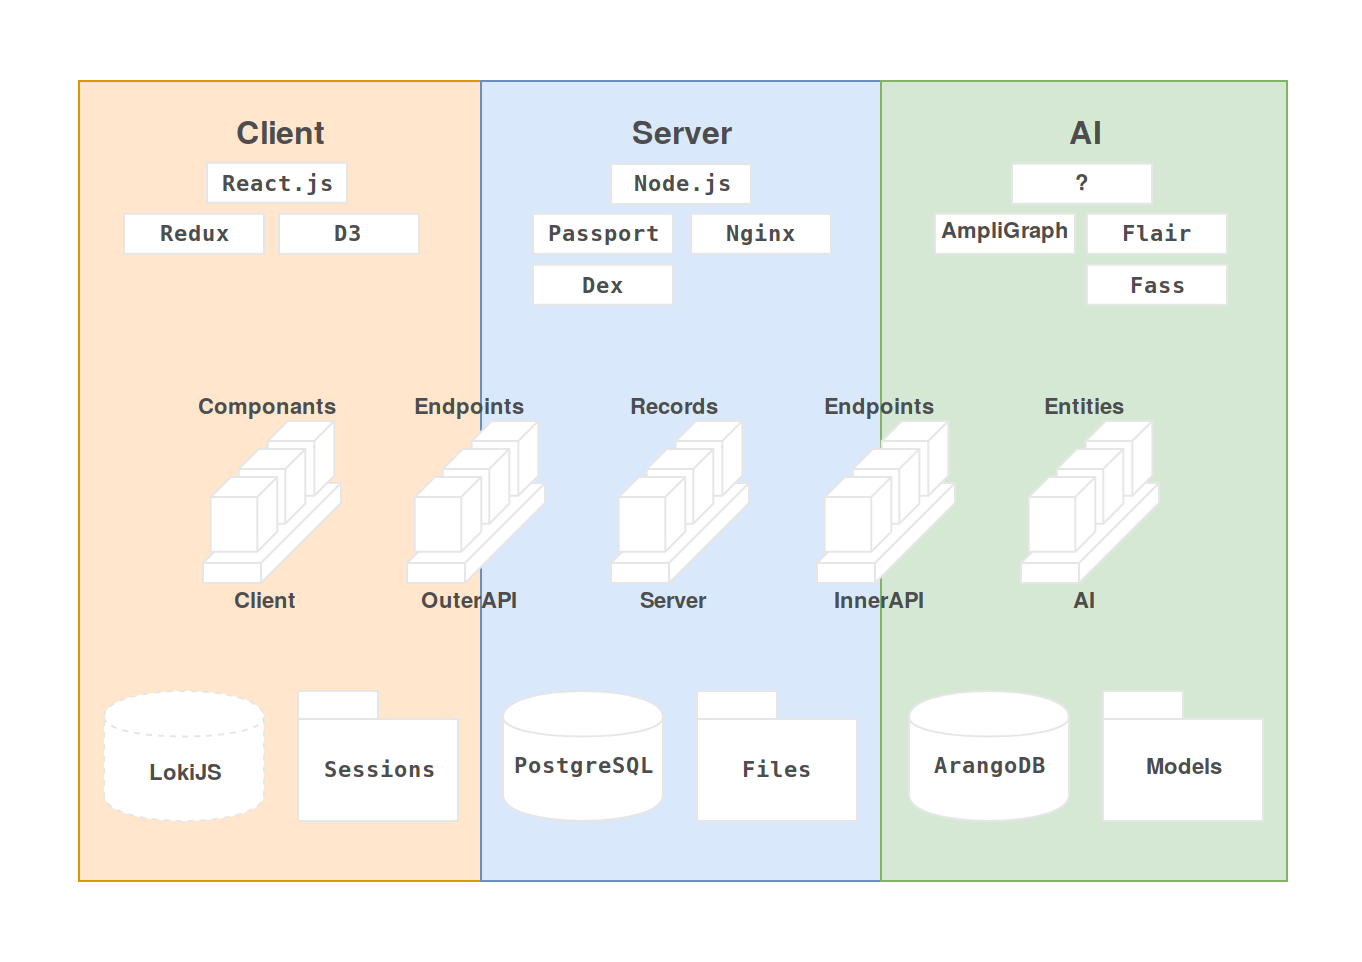 Client
Server
AI
React.js
Node.js
?
Redux
D3
Passport
Nginx
AmpliGraph
Flair
Dex
Fass
Componants
Endpoints
Records
Endpoints
Entities
Client
OuterAPI
Server
InnerAPI
AI
LokiJS
Sessions
PostgreSQL
Files
ArangoDB
Models